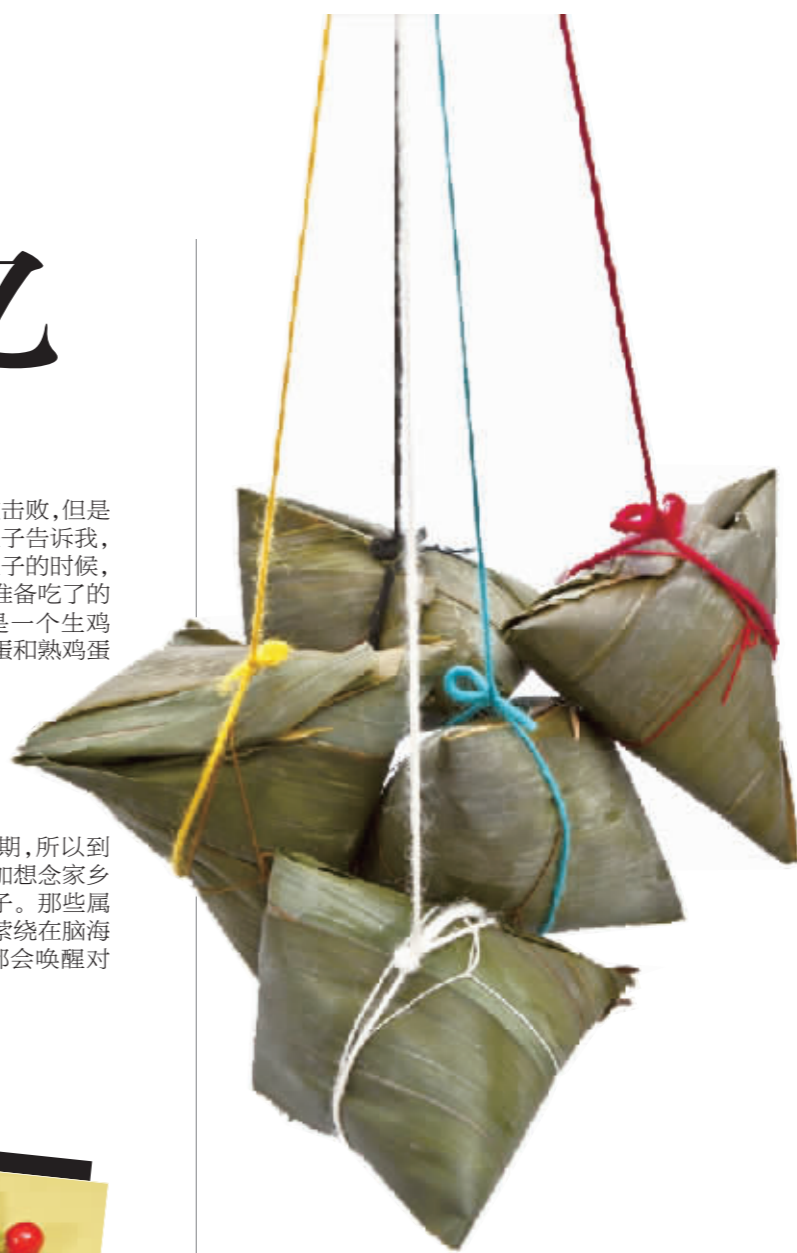 忆
击败,但是
子告诉我,
子的时候,
准备吃了的
是一个生鸡
蛋和熟鸡蛋
期,所以到
加想念家乡
子。那些属
萦绕在脑海
都会唤醒对